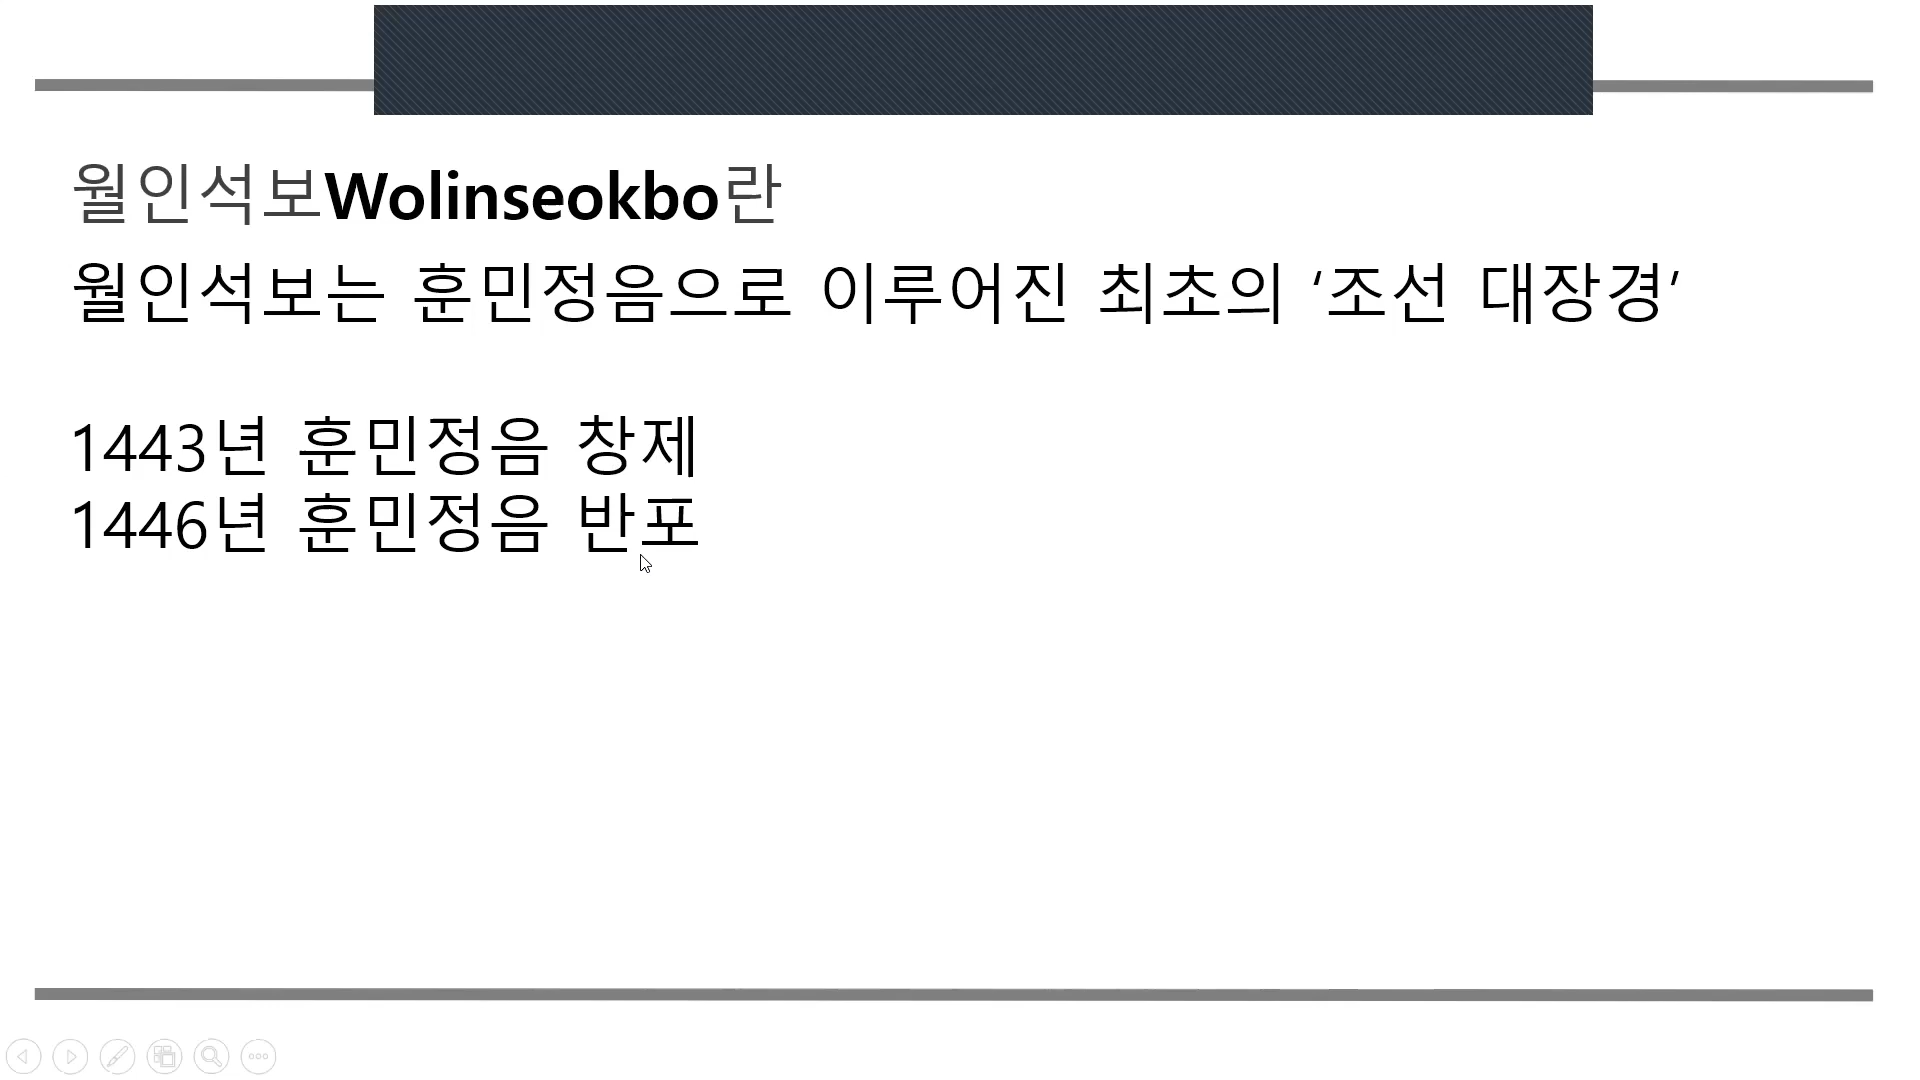 월인석보Wolinseokbo란
월인석보는 훈민정음으로 이루어진 최초의 ‘조선 대장경’
1443년 훈민정음 창제
1446년 훈민정음 반포